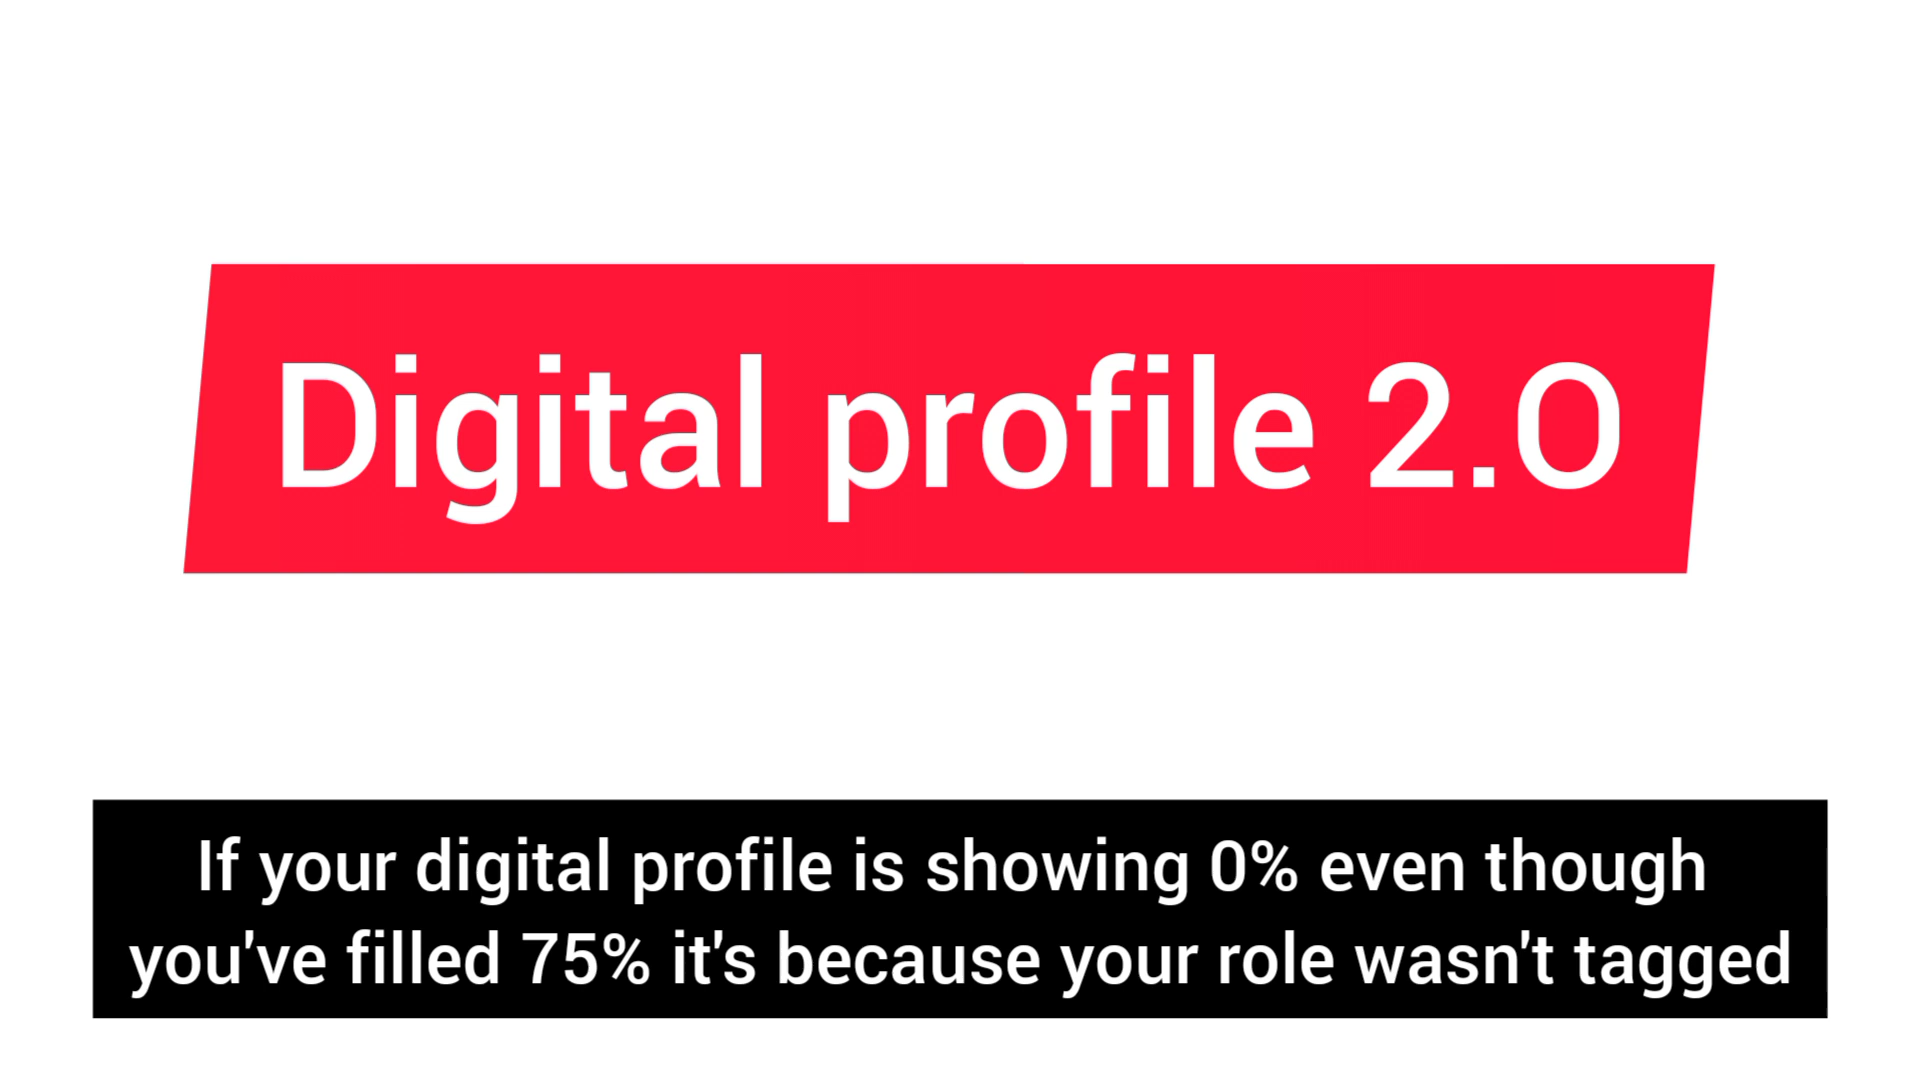 Digital profile 2.O
If your digital profile is showing 0% even though
you've filled 75% it's because your role wasn't tagged